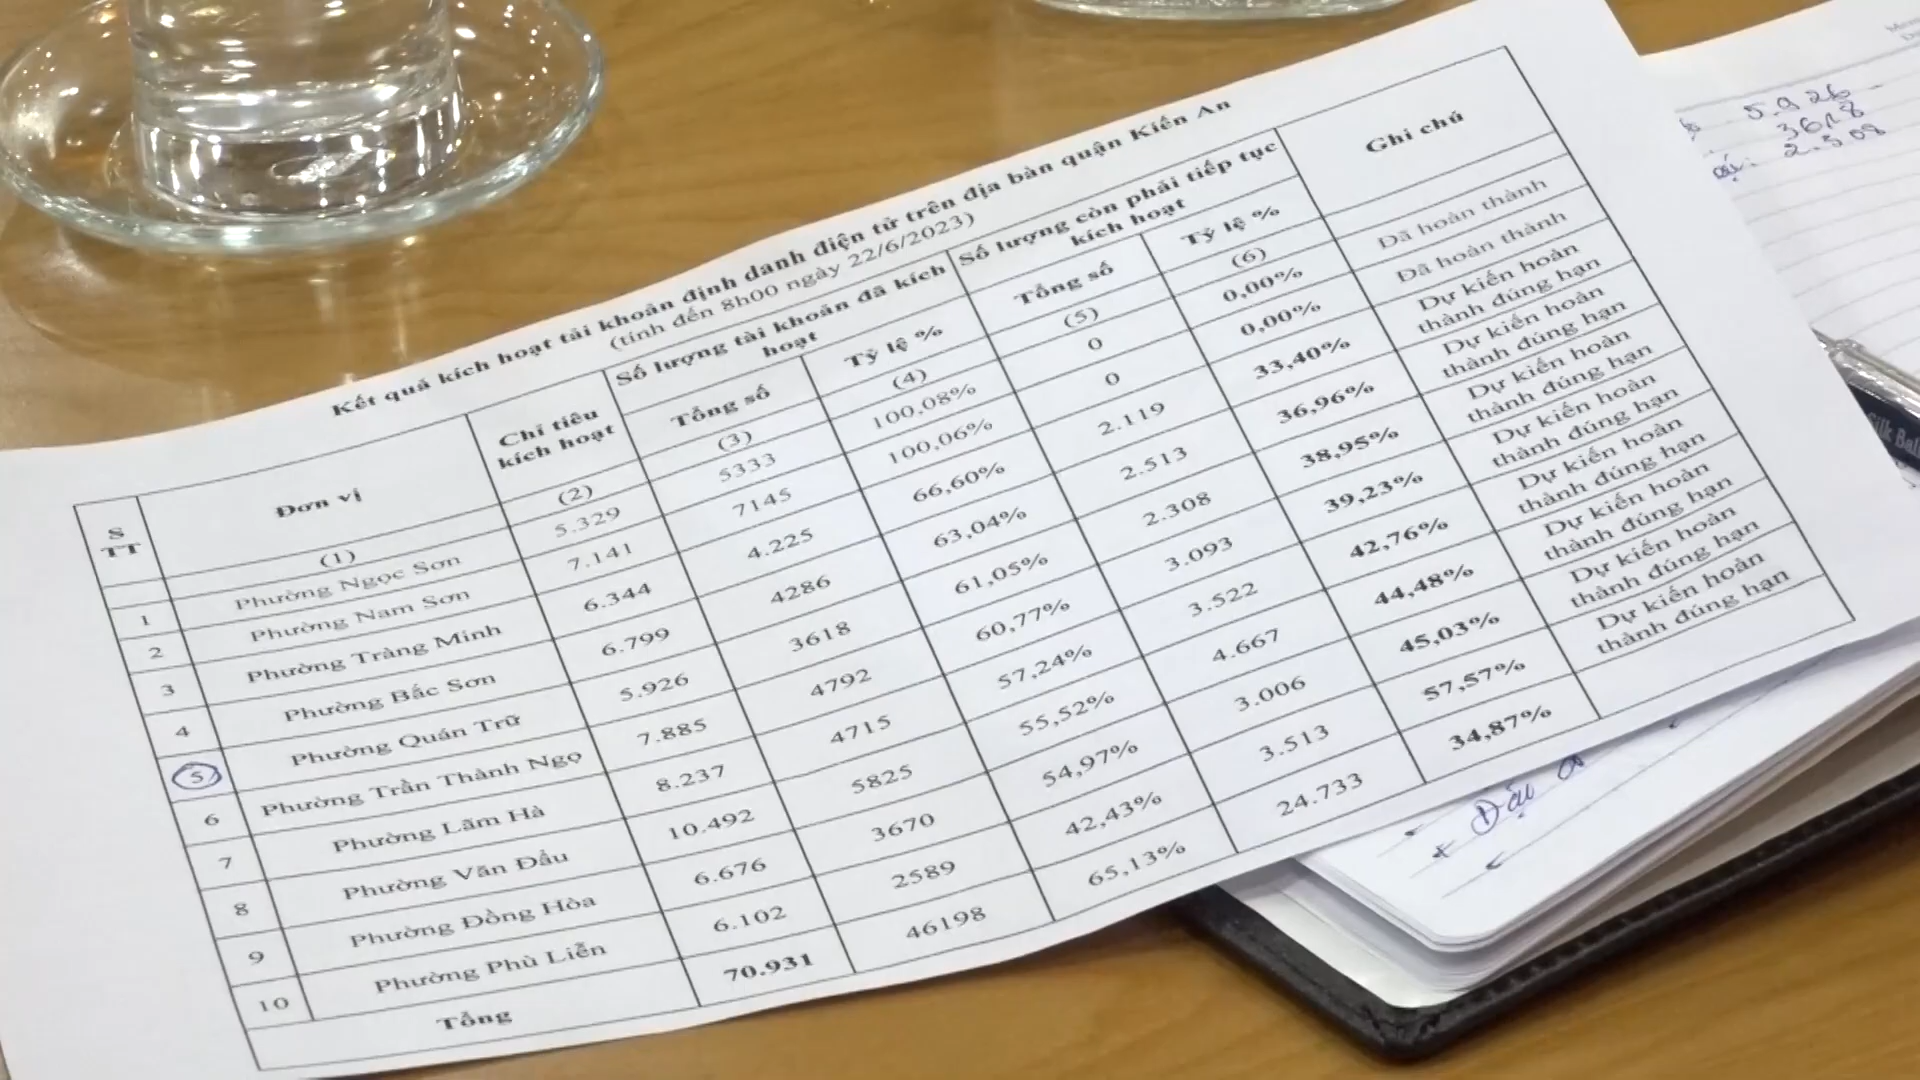 Kết quả kích hoạt tài khoản định danh điện tử trên địa bàn quận Kiến An
(tính đến 8h00 ngày 22/6/2023)
S TT Đơn vị Chỉ tiêu kích hoạt Số lượng tài khoản đã kích hoạt Số lượng còn phải tiếp tục kích hoạt Ghi chú
Tổng số Tỷ lệ % Tổng số Tỷ lệ %
(1) (2) (3) (4) (5) (6)
1 Phường Ngọc Sơn 5.329 5333 100,08% 0 0,00% Đã hoàn thành
2 Phường Nam Sơn 7.141 7145 100,06% 0 0,00% Đã hoàn thành
3 Phường Tràng Minh 6.344 4.225 66,60% 2.119 33,40% Dự kiến hoàn thành đúng hạn
4 Phường Bắc Sơn 6.799 4286 63,04% 2.513 36,96% Dự kiến hoàn thành đúng hạn
5 Phường Quán Trữ 5.926 3618 61,05% 2.308 38,95% Dự kiến hoàn thành đúng hạn
6 Phường Trần Thành Ngọ 7.885 4792 60,77% 3.093 39,23% Dự kiến hoàn thành đúng hạn
7 Phường Lãm Hà 8.237 4715 57,24% 3.522 42,76% Dự kiến hoàn thành đúng hạn
8 Phường Văn Đẩu 10.492 5825 55,52% 4.667 44,48% Dự kiến hoàn thành đúng hạn
9 Phường Đồng Hòa 6.676 3670 54,97% 3.006 45,03% Dự kiến hoàn thành đúng hạn
10 Phường Phù Liễn 6.102 2589 42,43% 3.513 57,57% Dự kiến hoàn thành đúng hạn
Tổng 70.931 46198 65,13% 24.733 34,87%
5.926
3618
2.308